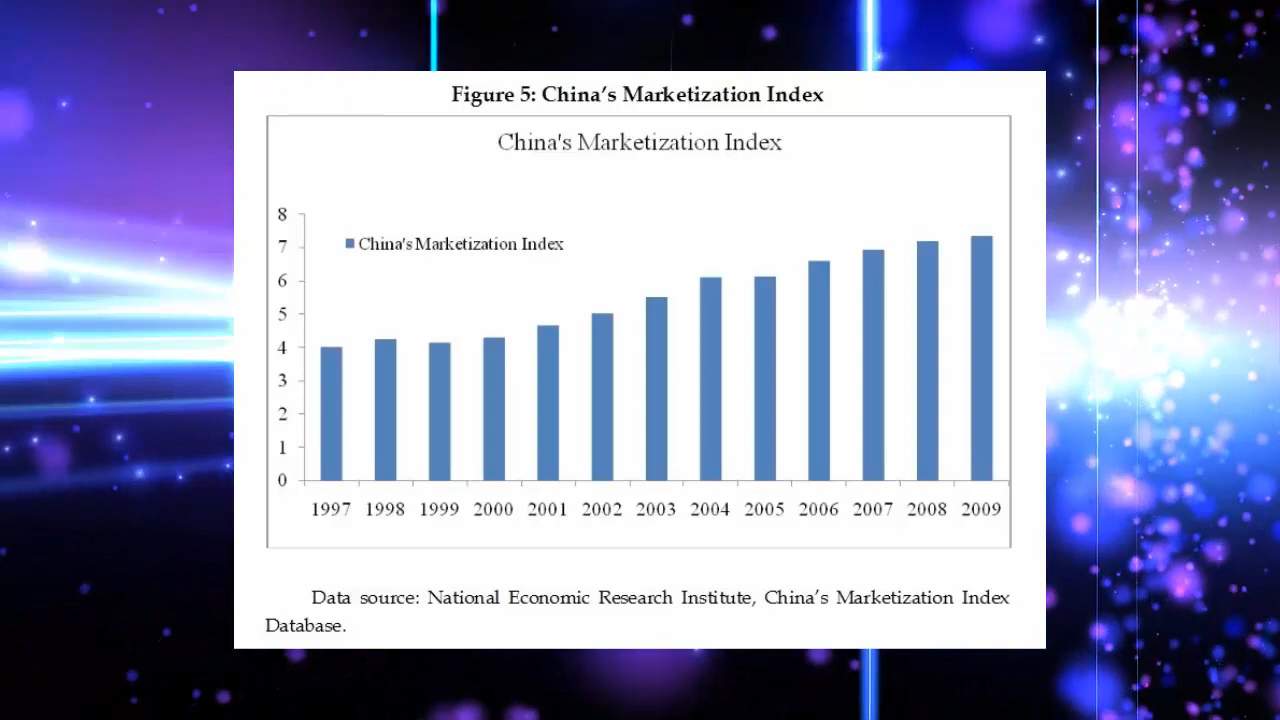 Figure 5: China’s Marketization Index
China's Marketization Index
8
7
6
5
4
3
2
1
0
China's Marketization Index
1997 1998 1999 2000 2001 2002 2003 2004 2005 2006 2007 2008 2009
Data source: National Economic Research Institute, China’s Marketization Index
Database.